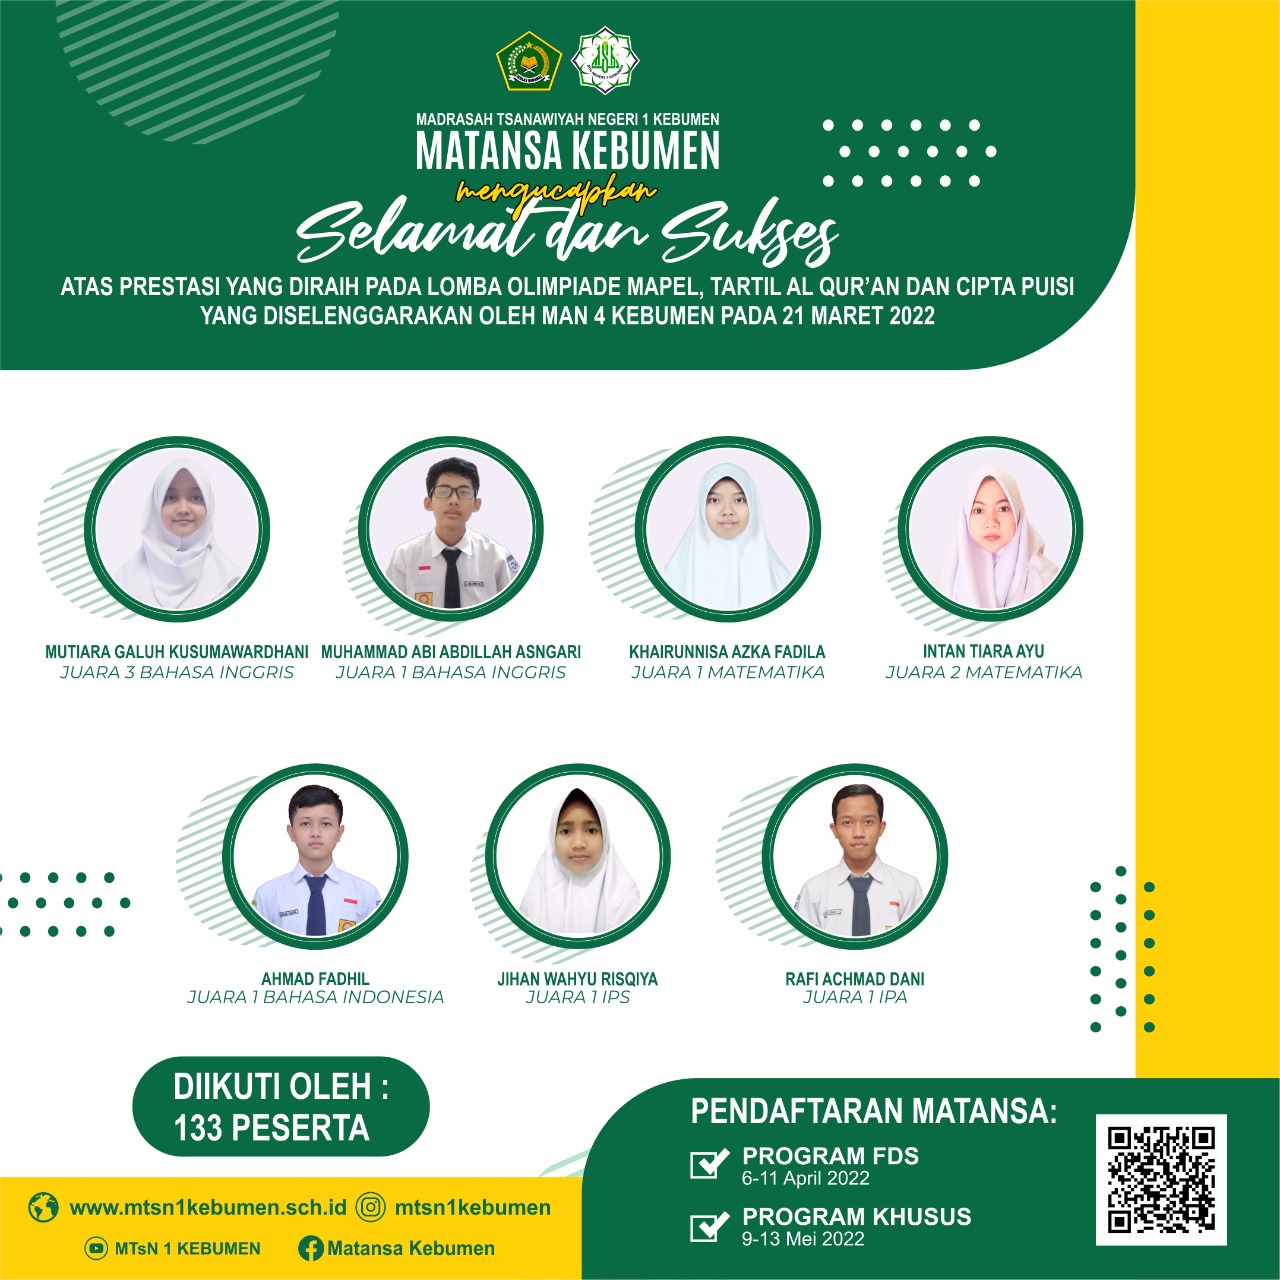 MADRASAH TSANAWIYAH NEGERI 1 KEBUMEN
MATANSA KEBUMEN
mengucapkan
Selamat dan Sukses
ATAS PRESTASI YANG DIRAIH PADA LOMBA OLIMPIADE MAPEL, TARTIL AL QUR'AN DAN CIPTA PUISI
YANG DISELENGGARAKAN OLEH MAN 4 KEBUMEN PADA 21 MARET 2022
MUTIARA GALUH KUSUMAWARDHANI
JUARA 3 BAHASA INGGRIS
MUHAMMAD ABI ABDILLAH ASNGARI
JUARA 1 BAHASA INGGRIS
KHAIRUNNISA AZKA FADILA
JUARA 1 MATEMATIKA
INTAN TIARA AYU
JUARA 2 MATEMATIKA
AHMAD FADHIL
JUARA 1 BAHASA INDONESIA
JIHAN WAHYU RISQIYA
JUARA 1 IPS
RAFI ACHMAD DANI
JUARA 1 IPA
DIIKUTI OLEH :
133 PESERTA
PENDAFTARAN MATANSA:
PROGRAM FDS
6-11 April 2022
PROGRAM KHUSUS
9-13 Mei 2022
www.mtsn1kebumen.sch.id
mtsn1kebumen
MTsN 1 KEBUMEN
Matansa Kebumen